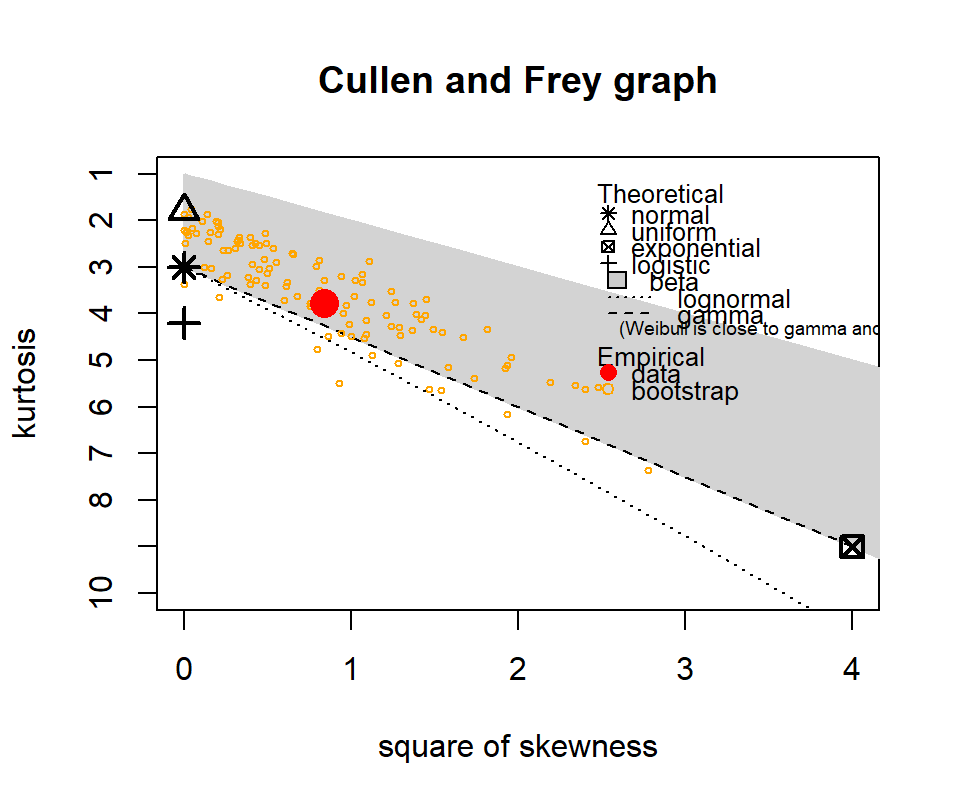 Cullen and Frey graph
kurtosis
1
2
3
4
5
6
7
8
10
Theoretical
normal
uniform
exponential
logistic
beta
lognormal
gamma
(Weibull is close to gamma and
Empirical
data
bootstrap
0 1 2 3 4
square of skewness